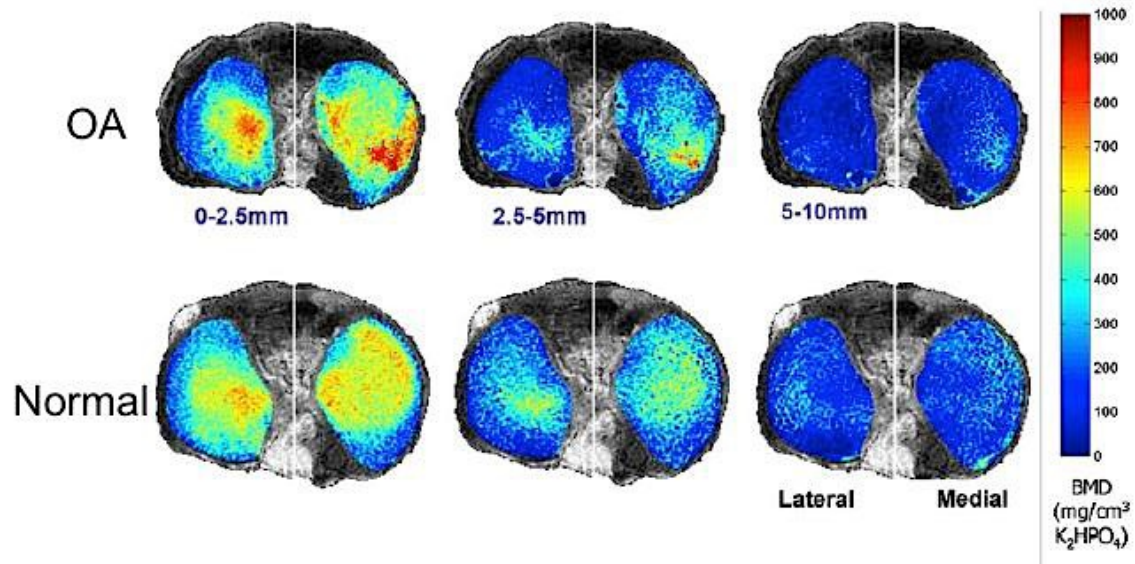 OA
0-2.5mm
2.5-5mm
5-10mm
Normal
Lateral
Medial
1000
900
800
700
600
500
400
300
200
100
0
BMD
(mg/cm³
K₂HPO₄)